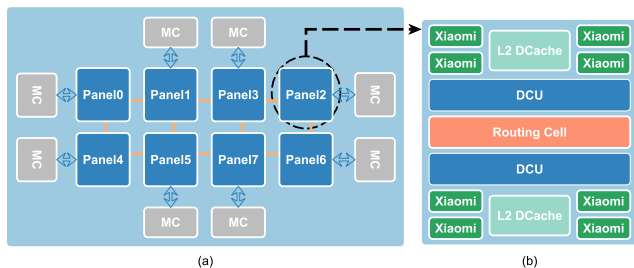 MC MC
MC Panel0 Panel1 Panel3 Panel2 MC
MC Panel4 Panel5 Panel7 Panel6 MC
MC MC
(a)
Xiaomi L2 DCache Xiaomi
Xiaomi Xiaomi
DCU
Routing Cell
DCU
Xiaomi L2 DCache Xiaomi
Xiaomi Xiaomi
(b)